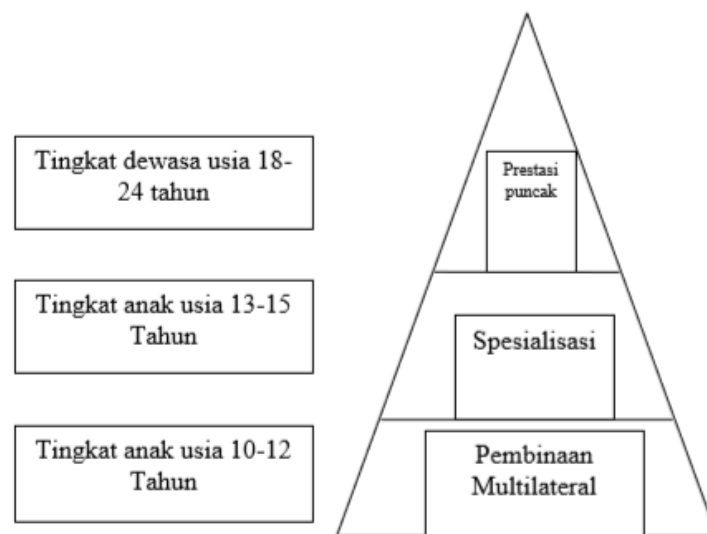 Tingkat dewasa usia 18-
24 tahun
Prestasi
puncak
Tingkat anak usia 13-15
Tahun
Spesialisasi
Tingkat anak usia 10-12
Tahun
Pembinaan
Multilateral